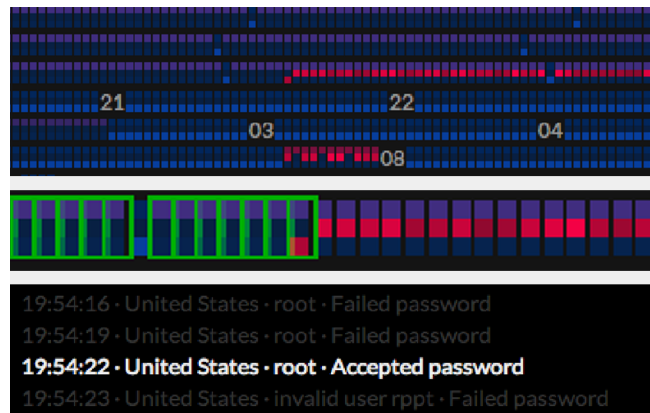 21 22
03 04
08
19:54:16 · United States · root · Failed password
19:54:19 · United States · root · Failed password
19:54:22 · United States · root · Accepted password
19:54:23 · United States · invalid user rppt · Failed password